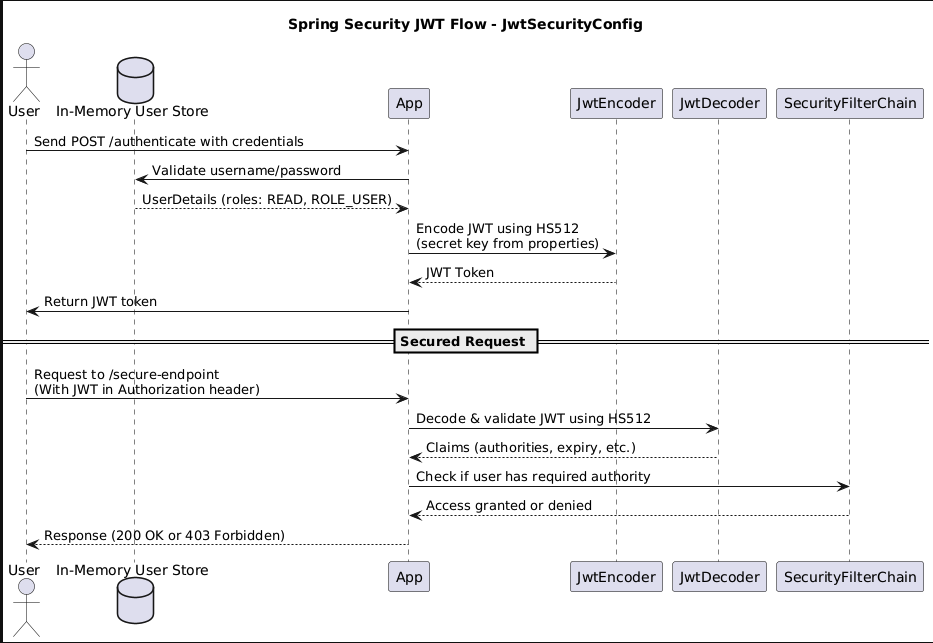 Spring Security JWT Flow - JwtSecurityConfig
User
In-Memory User Store
App
JwtEncoder
JwtDecoder
SecurityFilterChain
Send POST /authenticate with credentials
Validate username/password
UserDetails (roles: READ, ROLE_USER)
Encode JWT using HS512
(secret key from properties)
JWT Token
Return JWT token
Secured Request
Request to /secure-endpoint
(With JWT in Authorization header)
Decode & validate JWT using HS512
Claims (authorities, expiry, etc.)
Check if user has required authority
Access granted or denied
Response (200 OK or 403 Forbidden)
User
In-Memory User Store
App
JwtEncoder
JwtDecoder
SecurityFilterChain